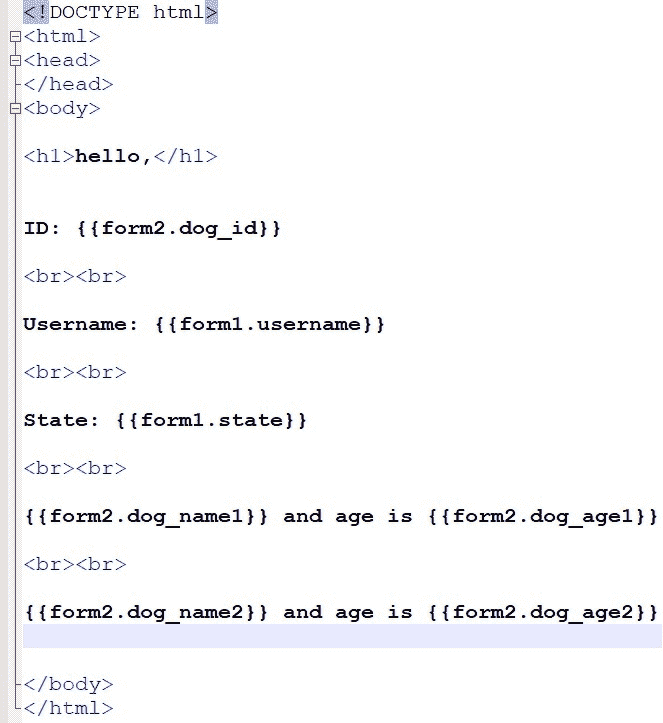 <!DOCTYPE html>
<html>
<head>
</head>
<body>
<h1>hello,</h1>
ID: {{form2.dog_id}}
<br><br>
Username: {{form1.username}}
<br><br>
State: {{form1.state}}
<br><br>
{{form2.dog_name1}} and age is {{form2.dog_age1}}
<br><br>
{{form2.dog_name2}} and age is {{form2.dog_age2}}
</body>
</html>